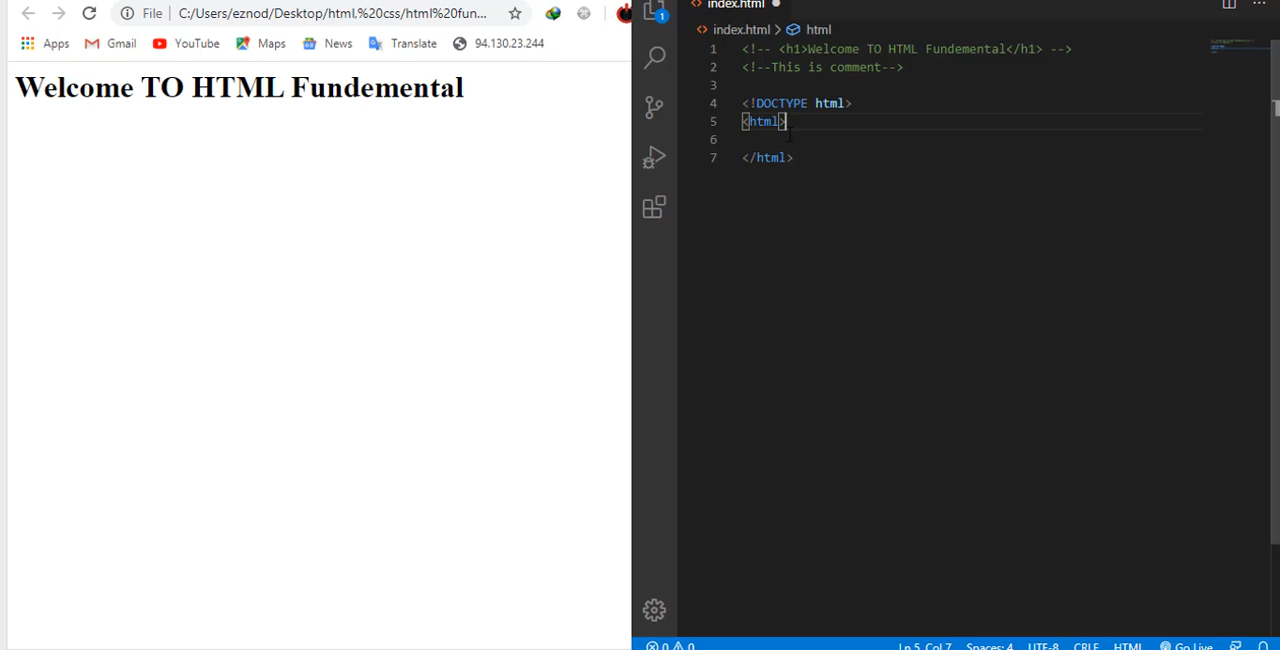 File C:/Users/eznod/Desktop/html,%20css/html%20fun...
Apps Gmail YouTube Maps News Translate 94.130.23.244
Welcome TO HTML Fundemental
1
index.html
index.html > html
1 <!-- <h1>Welcome TO HTML Fundemental</h1> -->
2 <!--This is comment-->
3
4 <!DOCTYPE html>
5 <html>
6
7 </html>
0 0 Ln 5, Col 7 Spaces: 4 UTF-8 CRLF HTML Go Live